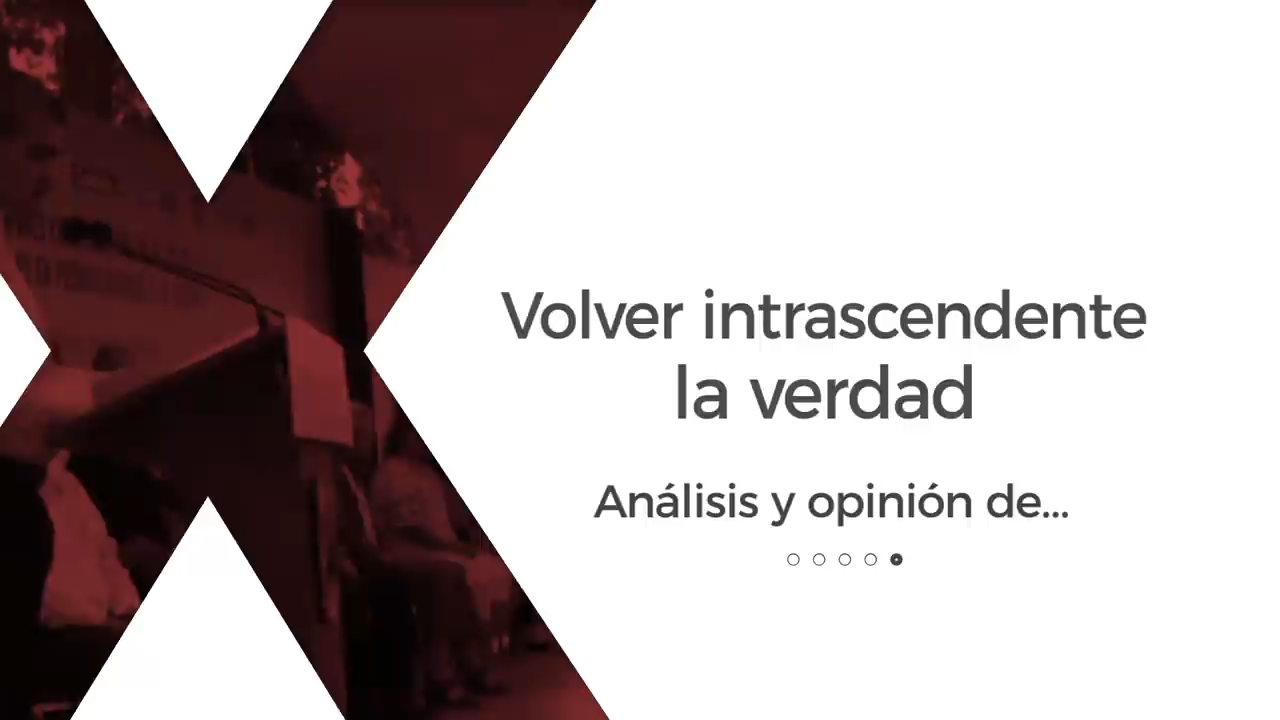 Volver intrascendente
la verdad
Análisis y opinión de...